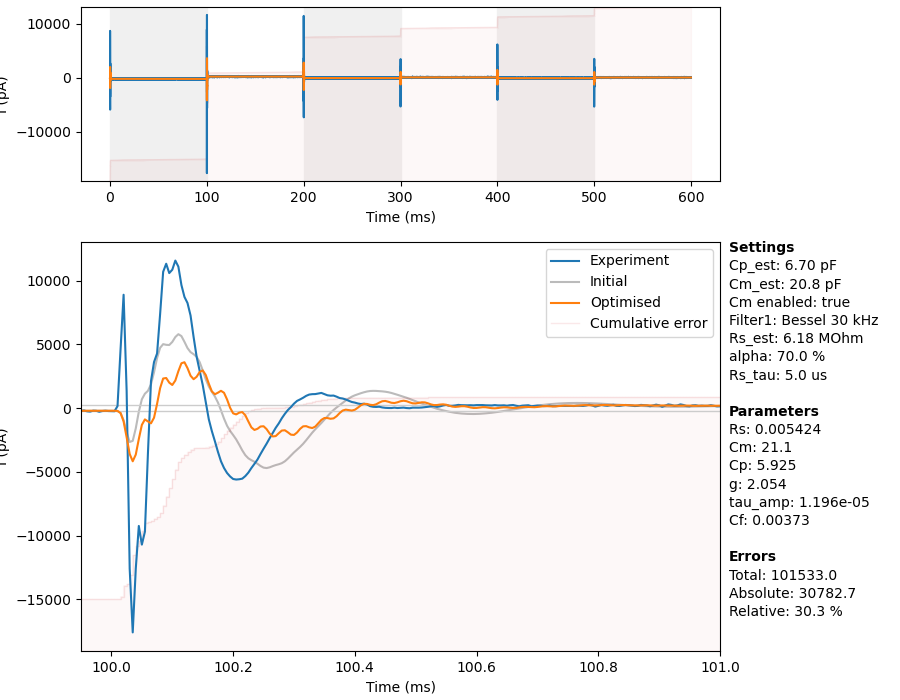 10000
0
−10000
I (pA)
0 100 200 300 400 500 600
Time (ms)
Experiment
Initial
Optimised
Cumulative error
10000
5000
0
−5000
−10000
−15000
I (pA)
100.0 100.2 100.4 100.6 100.8 101.0
Time (ms)
Settings
Cp_est: 6.70 pF
Cm_est: 20.8 pF
Cm enabled: true
Filter1: Bessel 30 kHz
Rs_est: 6.18 MOhm
alpha: 70.0 %
Rs_tau: 5.0 us
Parameters
Rs: 0.005424
Cm: 21.1
Cp: 5.925
g: 2.054
tau_amp: 1.196e-05
Cf: 0.00373
Errors
Total: 101533.0
Absolute: 30782.7
Relative: 30.3 %